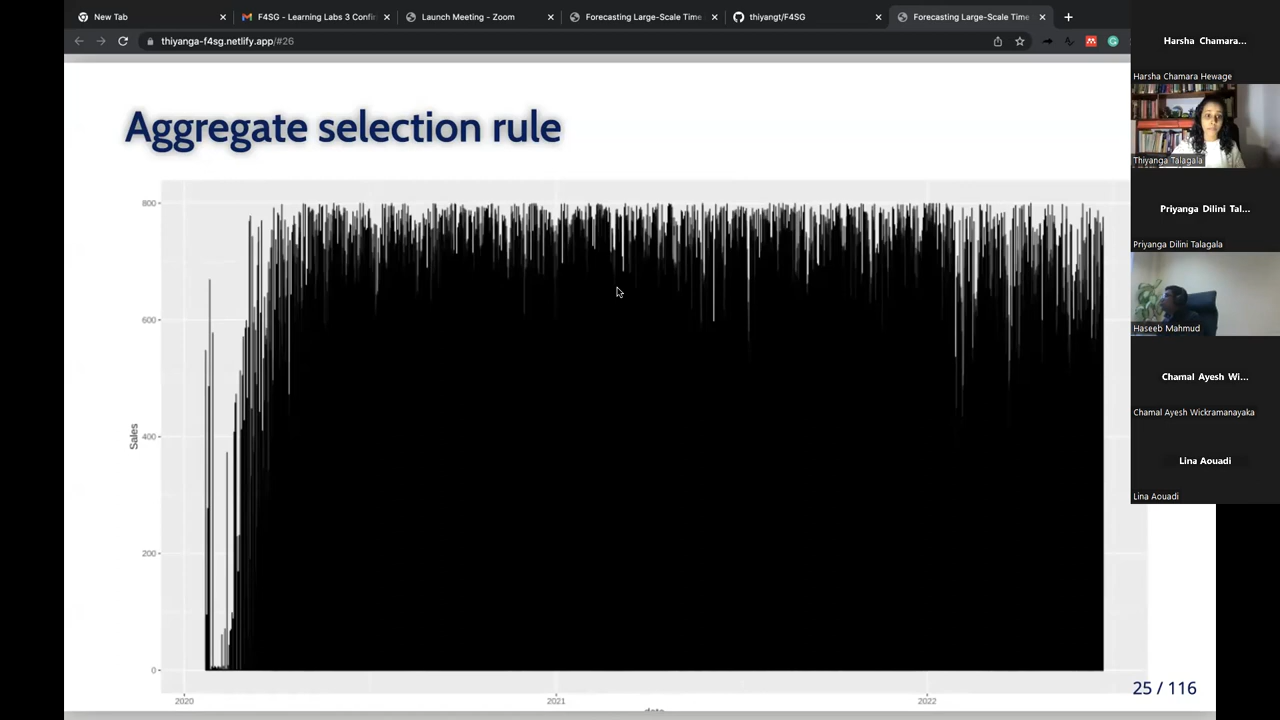 New Tab
F4SG - Learning Labs 3 Confir
Launch Meeting - Zoom
Forecasting Large-Scale Time
thiyangt/F4SG
Forecasting Large-Scale Time
thiyanga-f4sg.netlify.app/#26
Aggregate selection rule
800
600
400
200
0
Sales
2020
2021
2022
date
25 / 116
Harsha Chamara...
Harsha Chamara Hewage
Thiyanga Talagala
Priyanga Dilini Tal...
Priyanga Dilini Talagala
Haseeb Mahmud
Chamal Ayesh Wi...
Chamal Ayesh Wickramanayaka
Lina Aouadi
Lina Aouadi